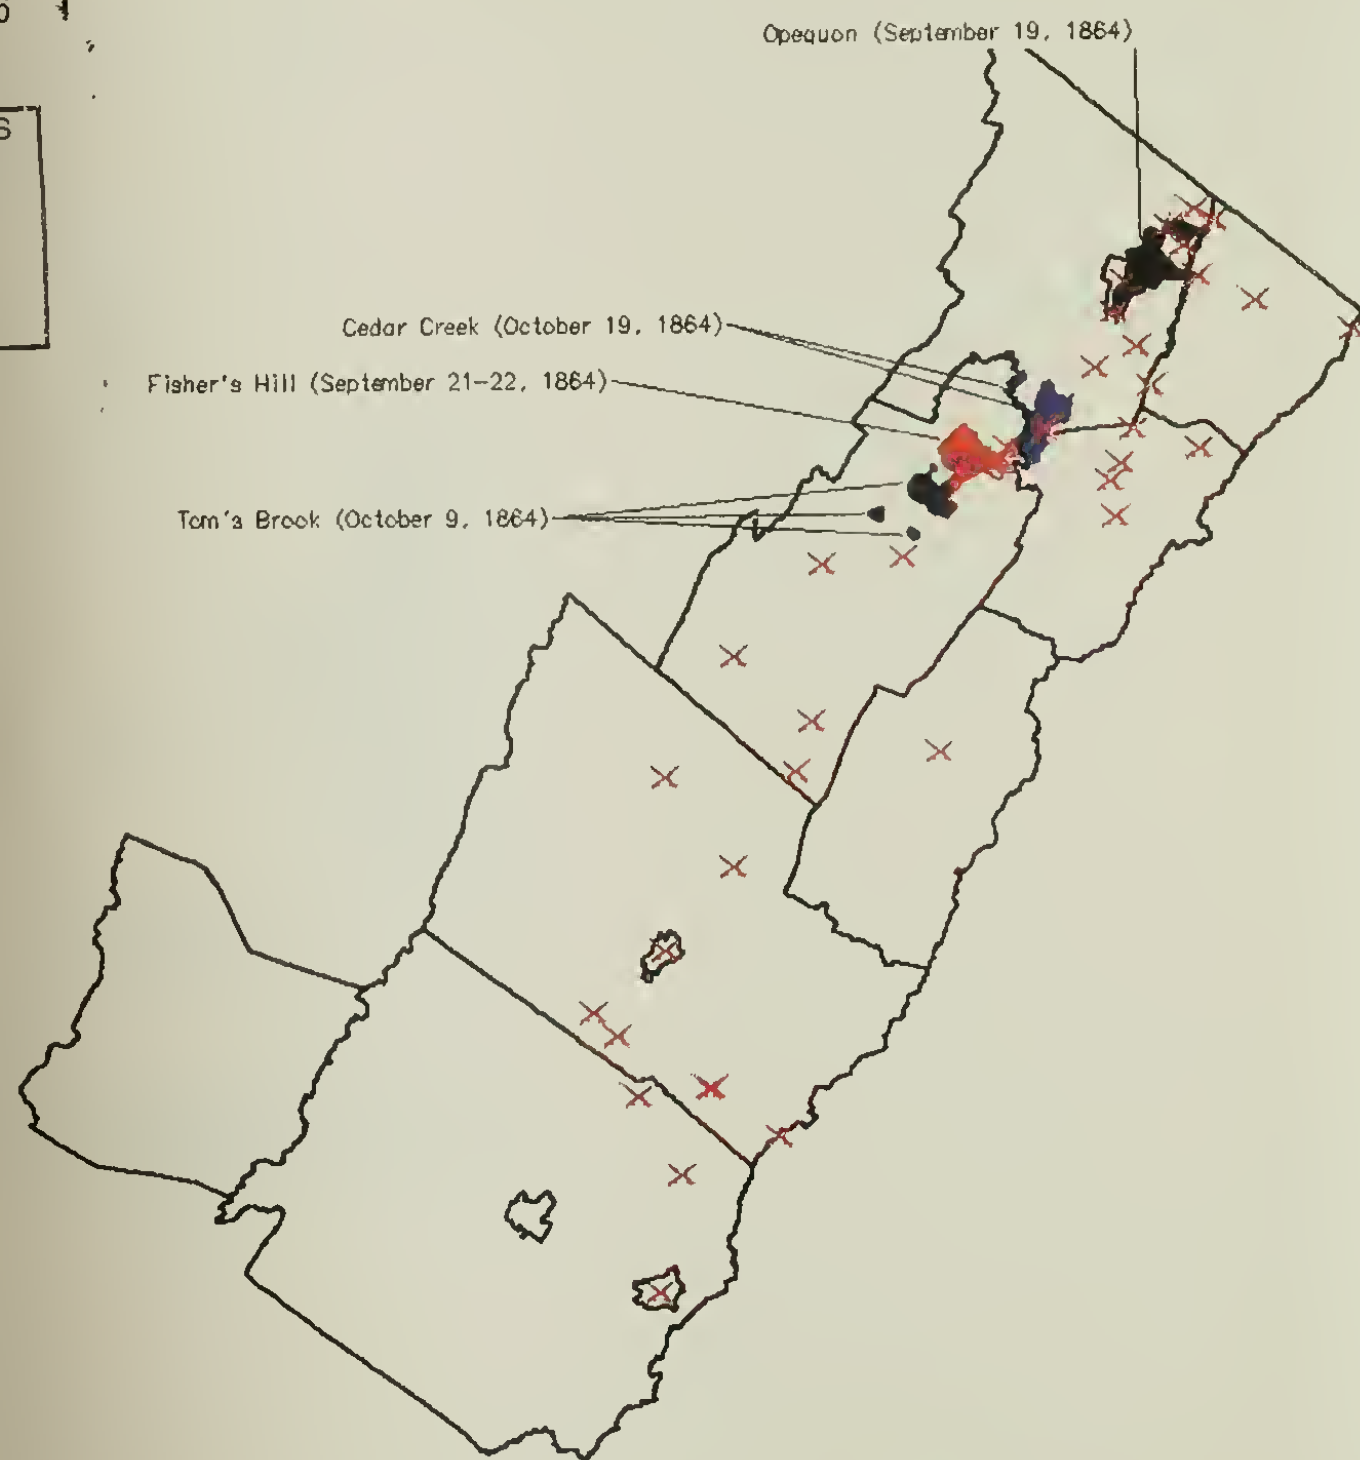 Opequon (September 19, 1864)
Cedar Creek (October 19, 1864)
Fisher's Hill (September 21-22, 1864)
Tom's Brook (October 9, 1864)